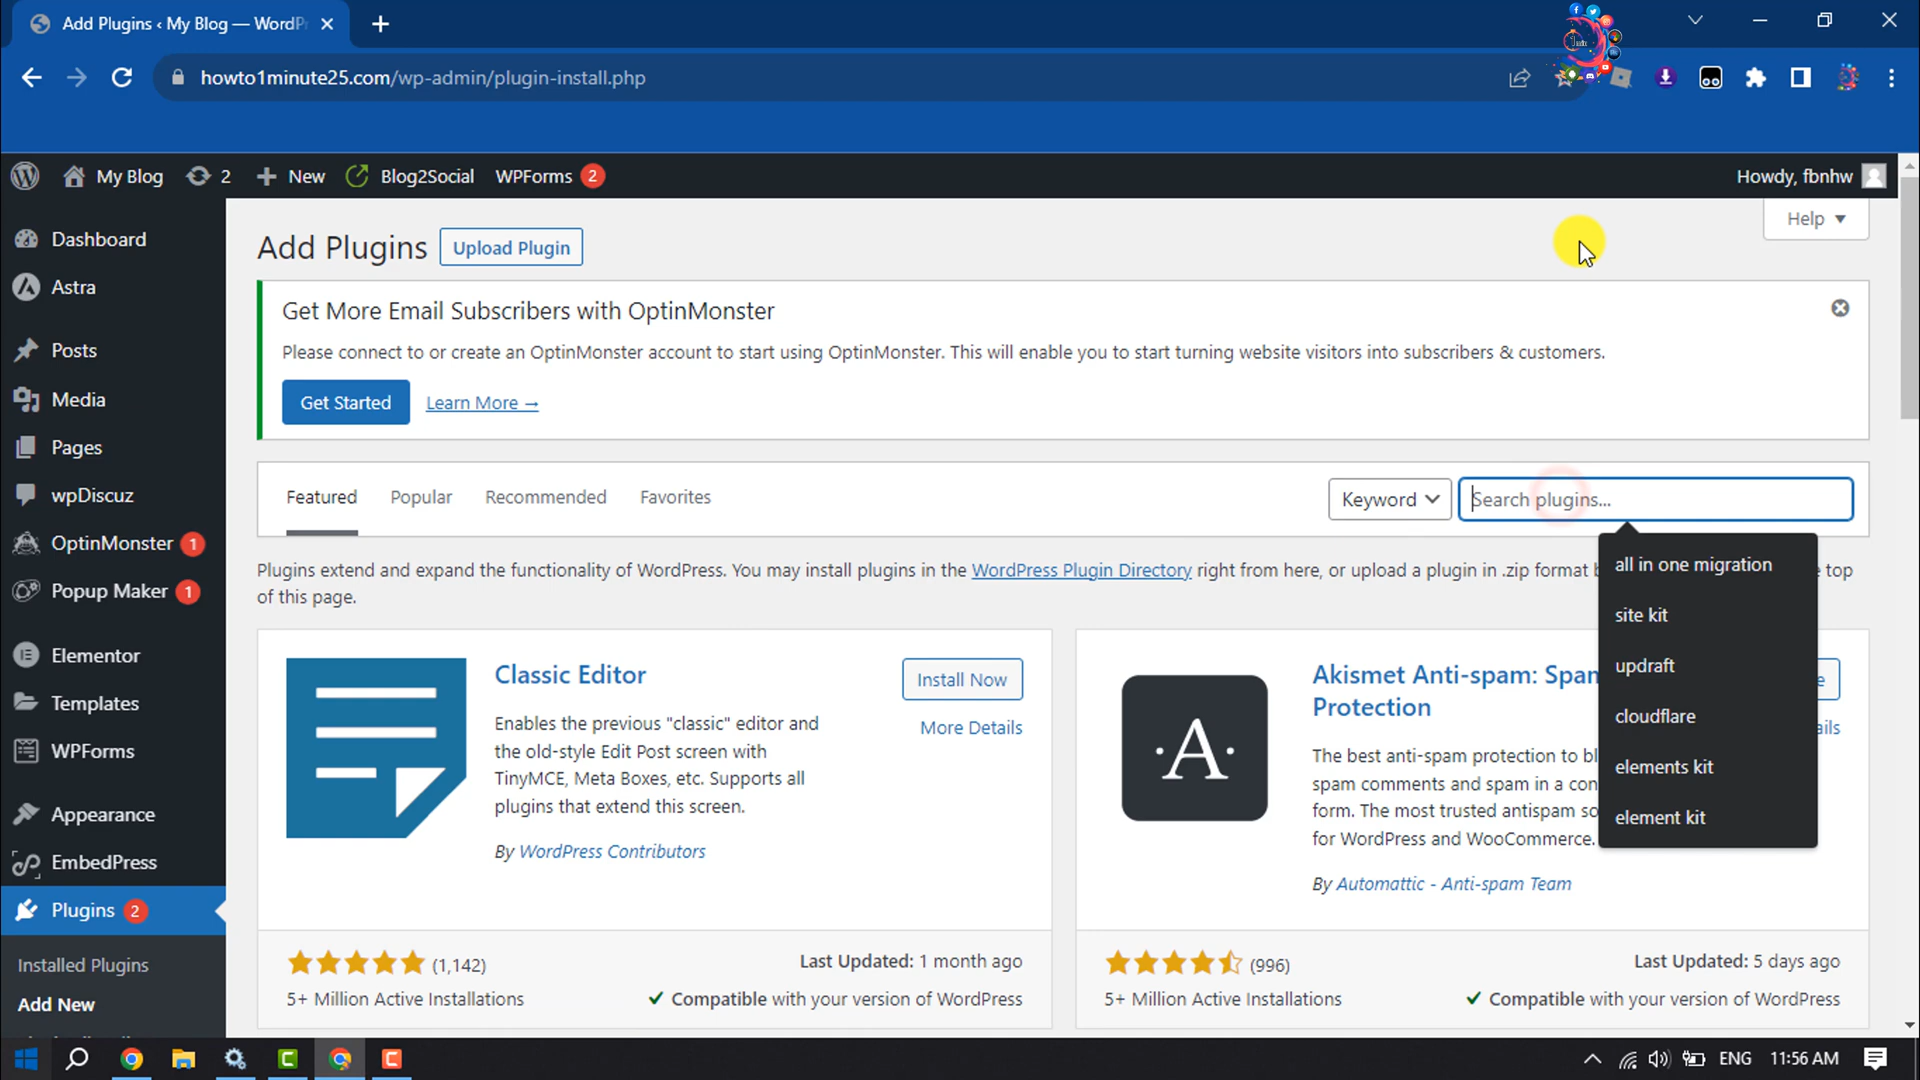 Add Plugins ‹ My Blog — WordPr
howto1minute25.com/wp-admin/plugin-install.php
My Blog 2 New Blog2Social WPForms 2
Howdy, fbnhw
Help
Dashboard
Astra
Posts
Media
Pages
wpDiscuz
OptinMonster 1
Popup Maker 1
Elementor
Templates
WPForms
Appearance
EmbedPress
Plugins 2
Installed Plugins
Add New
Add Plugins Upload Plugin
Get More Email Subscribers with OptinMonster
Please connect to or create an OptinMonster account to start using OptinMonster. This will enable you to start turning website visitors into subscribers & customers.
Get Started Learn More →
Featured Popular Recommended Favorites
Keyword Search plugins...
all in one migration
site kit
updraft
cloudflare
elements kit
element kit
Plugins extend and expand the functionality of WordPress. You may install plugins in the WordPress Plugin Directory right from here, or upload a plugin in .zip format b top
of this page.
Classic Editor
Install Now
More Details
Enables the previous "classic" editor and
the old-style Edit Post screen with
TinyMCE, Meta Boxes, etc. Supports all
plugins that extend this screen.
By WordPress Contributors
(1,142)
5+ Million Active Installations
Last Updated: 1 month ago
Compatible with your version of WordPress
·A·
Akismet Anti-spam: Span
Protection
e
ails
The best anti-spam protection to bl
spam comments and spam in a con
form. The most trusted antispam so
for WordPress and WooCommerce.
By Automattic - Anti-spam Team
(996)
5+ Million Active Installations
Last Updated: 5 days ago
Compatible with your version of WordPress
ENG 11:56 AM